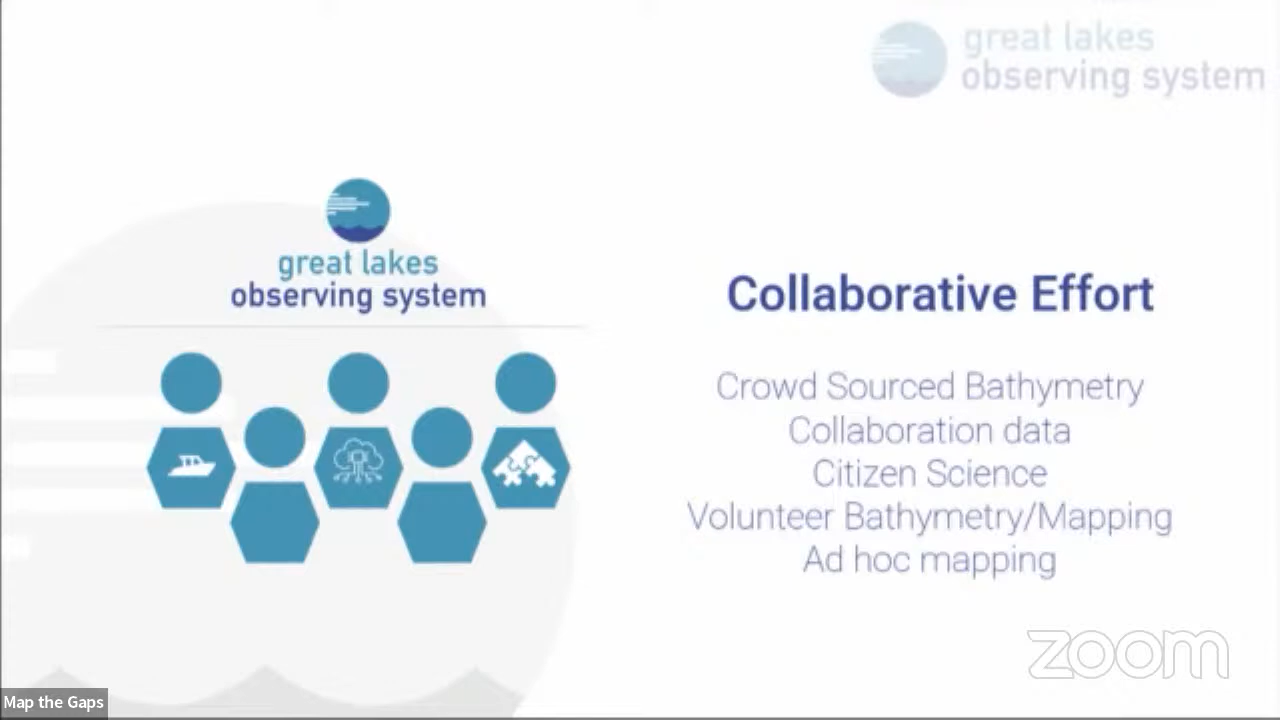 great lakes
observing system
great lakes
observing system
Collaborative Effort
Crowd Sourced Bathymetry
Collaboration data
Citizen Science
Volunteer Bathymetry/Mapping
Ad hoc mapping
zoom
Map the Gaps